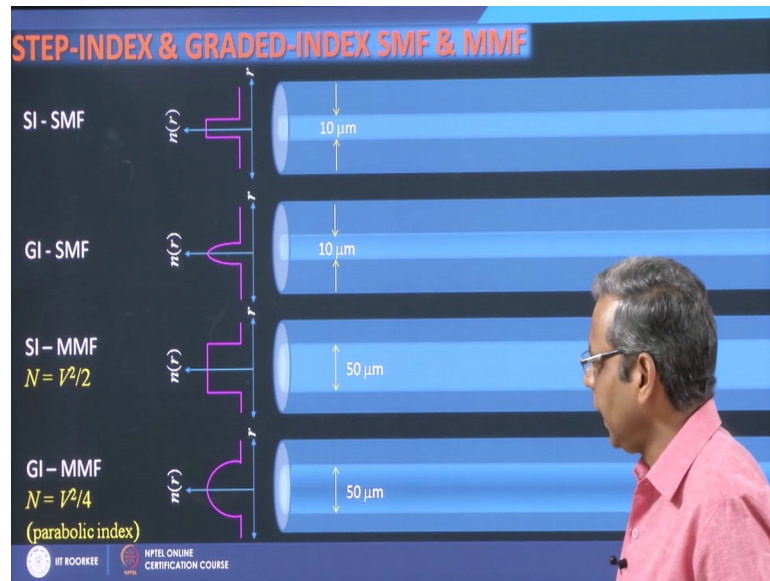 STEP-INDEX & GRADED-INDEX SMF & MMF
SI - SMF
n(r)
r
10 μm
GI - SMF
n(r)
r
10 μm
SI – MMF
N = V²/2
n(r)
r
50 μm
GI – MMF
N = V²/4
(parabolic index)
n(r)
r
50 μm
IIT ROORKEE
NPTEL
NPTEL ONLINE
CERTIFICATION COURSE